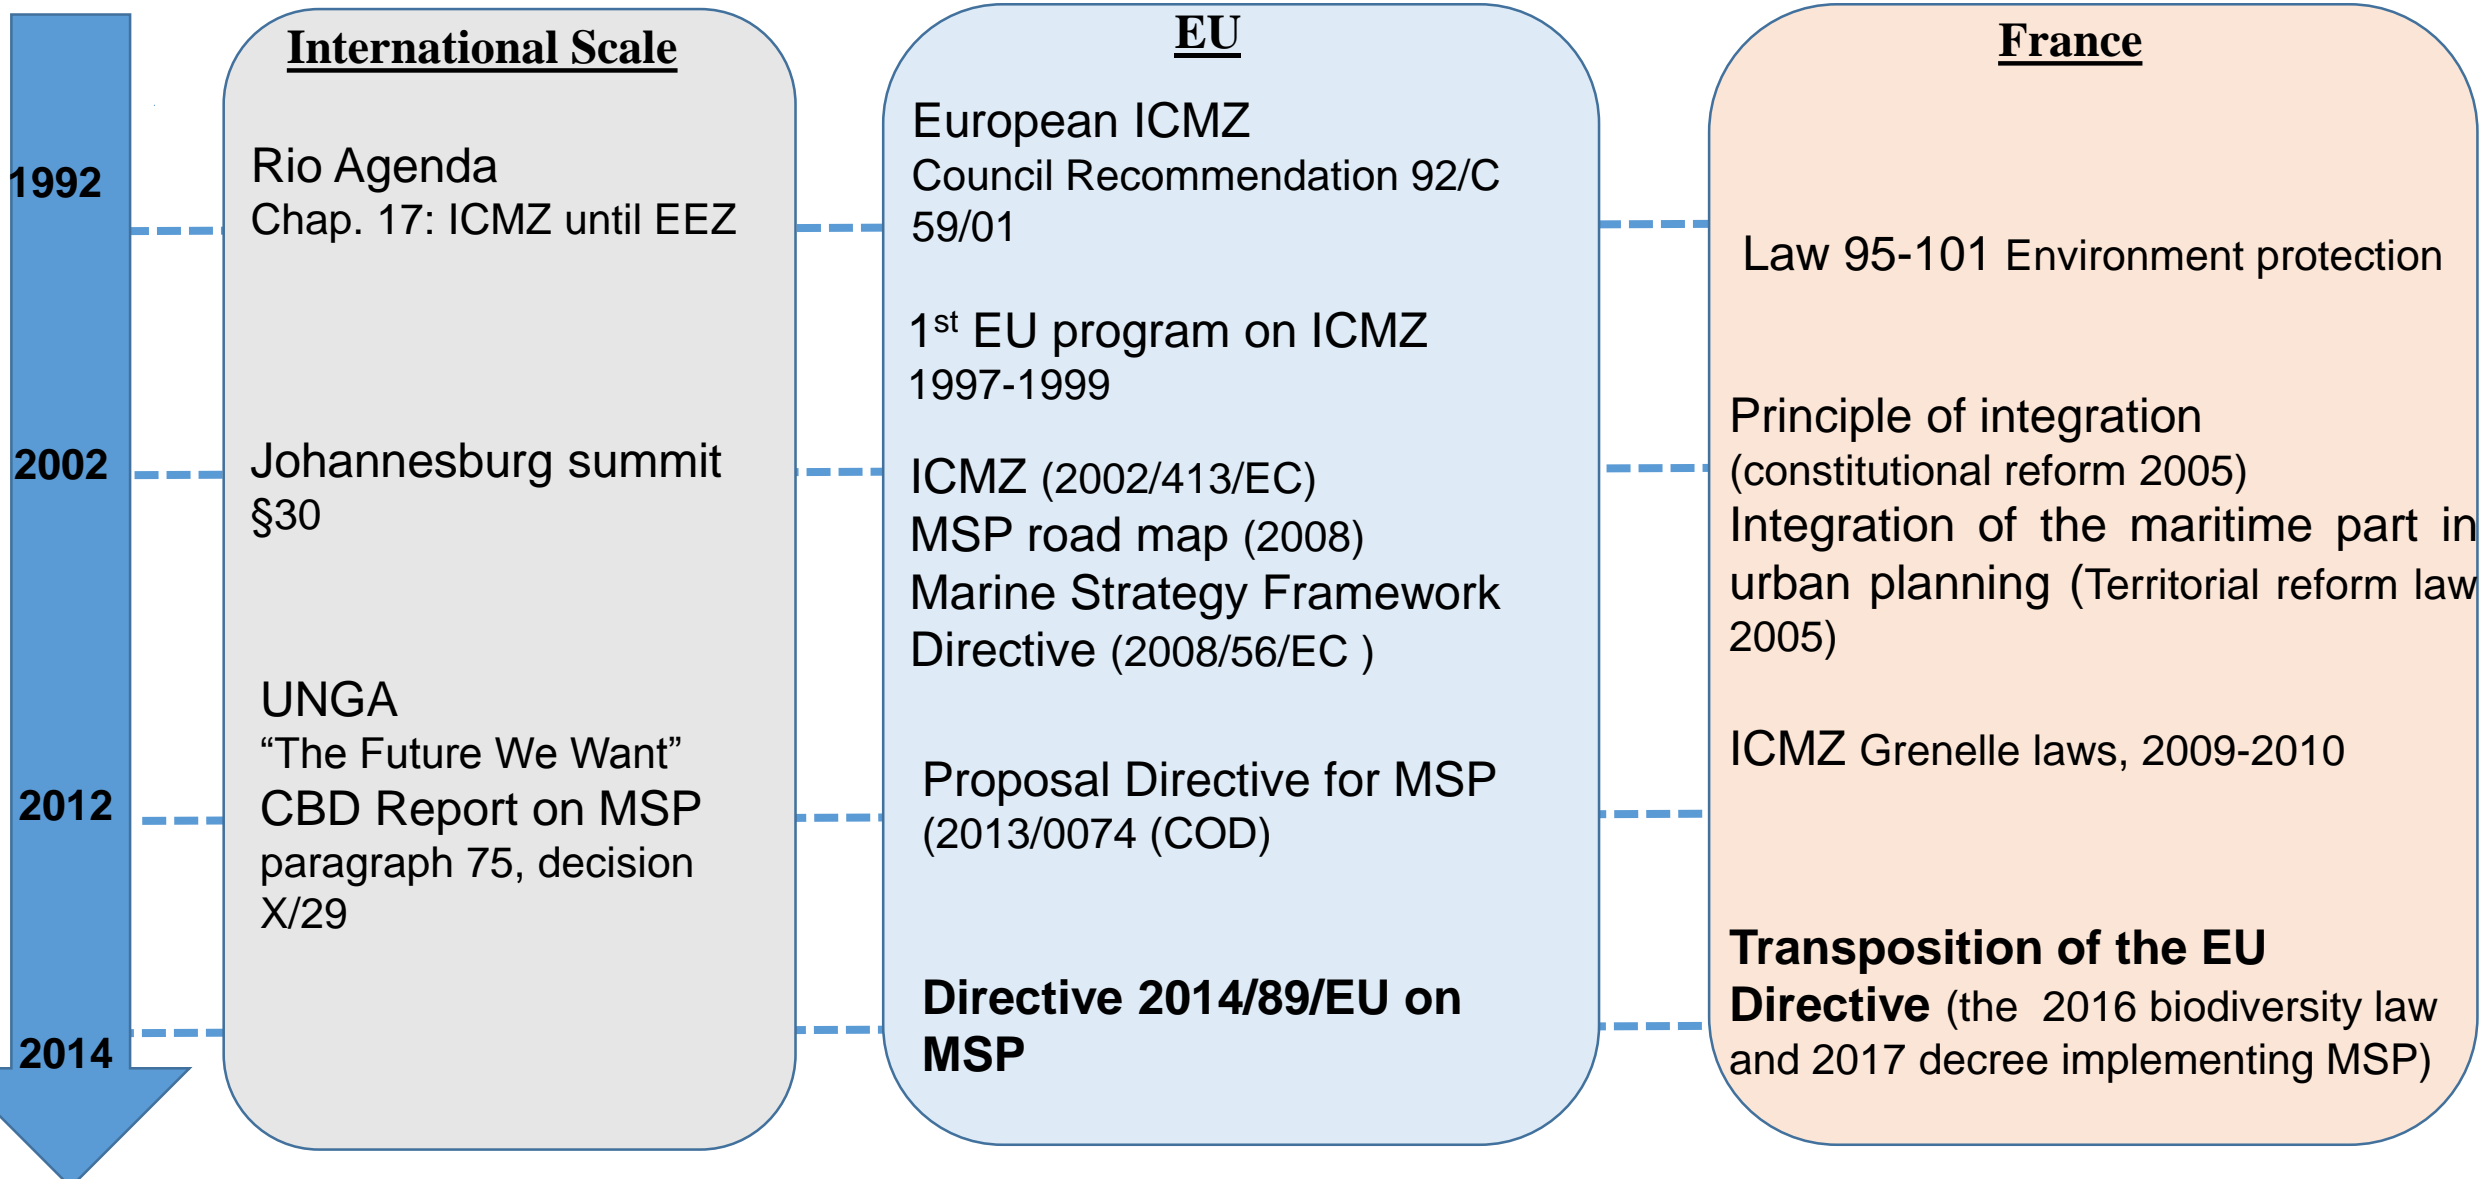 1992
2002
2012
2014
International Scale
Rio Agenda
Chap. 17: ICMZ until EEZ
Johannesburg summit
§30
UNGA
“The Future We Want”
CBD Report on MSP
paragraph 75, decision
X/29
EU
European ICMZ
Council Recommendation 92/C
59/01
1st EU program on ICMZ
1997-1999
ICMZ (2002/413/EC)
MSP road map (2008)
Marine Strategy Framework
Directive (2008/56/EC )
Proposal Directive for MSP
(2013/0074 (COD)
Directive 2014/89/EU on
MSP
France
Law 95-101 Environment protection
Principle of integration
(constitutional reform 2005)
Integration of the maritime part in
urban planning (Territorial reform law
2005)
ICMZ Grenelle laws, 2009-2010
Transposition of the EU
Directive (the 2016 biodiversity law
and 2017 decree implementing MSP)